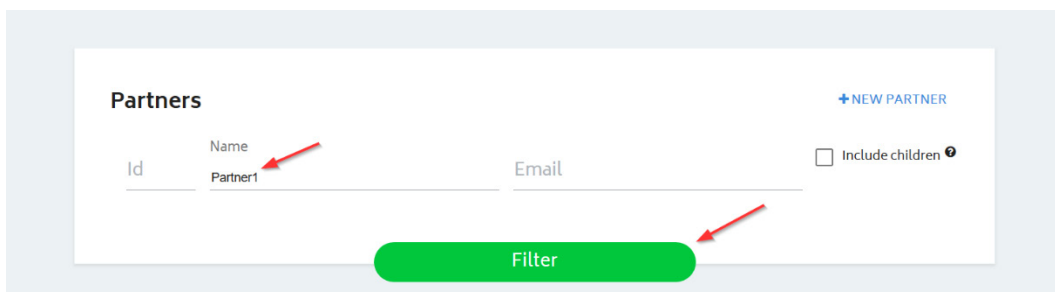 Partners
+NEW PARTNER
Name
Id
Partner1
Email
Include children ?
Filter